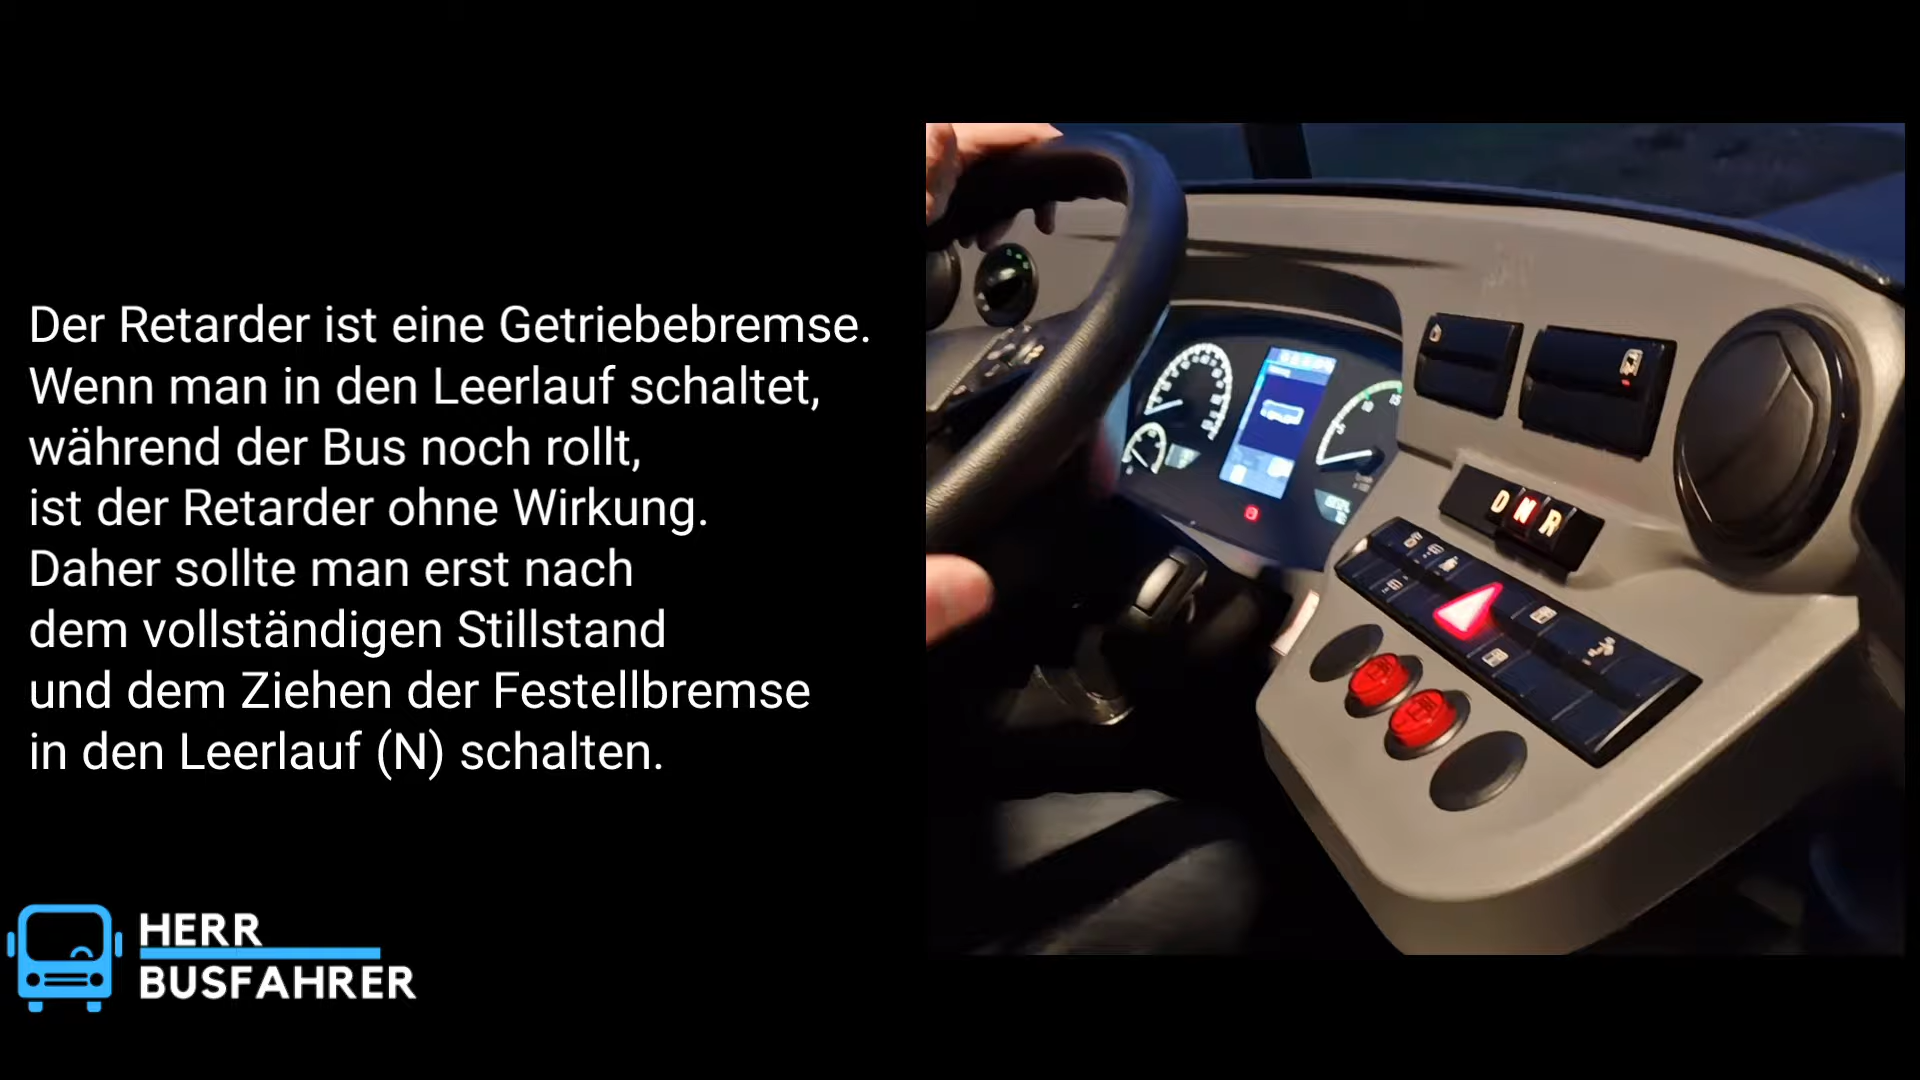 Der Retarder ist eine Getriebebremse.
Wenn man in den Leerlauf schaltet,
während der Bus noch rollt,
ist der Retarder ohne Wirkung.
Daher sollte man erst nach
dem vollständigen Stillstand
und dem Ziehen der Festellbremse
in den Leerlauf (N) schalten.
HERR
BUSFAHRER
D N R